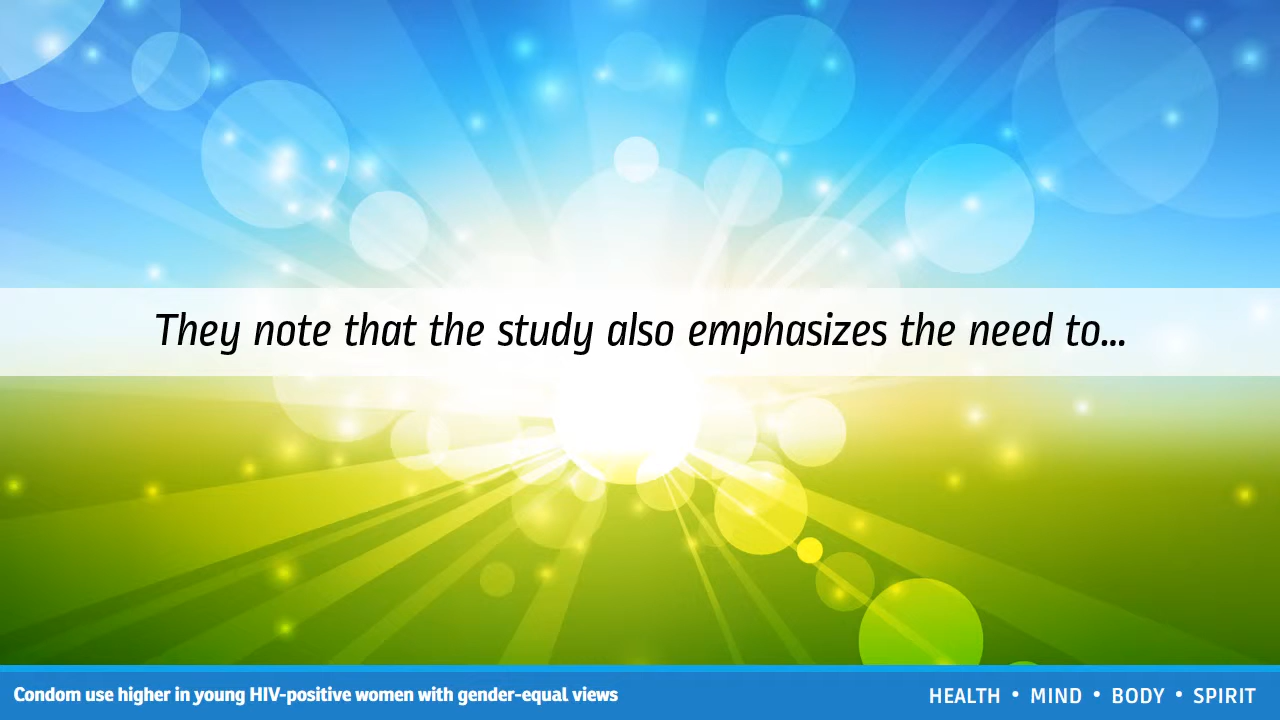 They note that the study also emphasizes the need to...
Condom use higher in young HIV-positive women with gender-equal views
HEALTH • MIND • BODY • SPIRIT